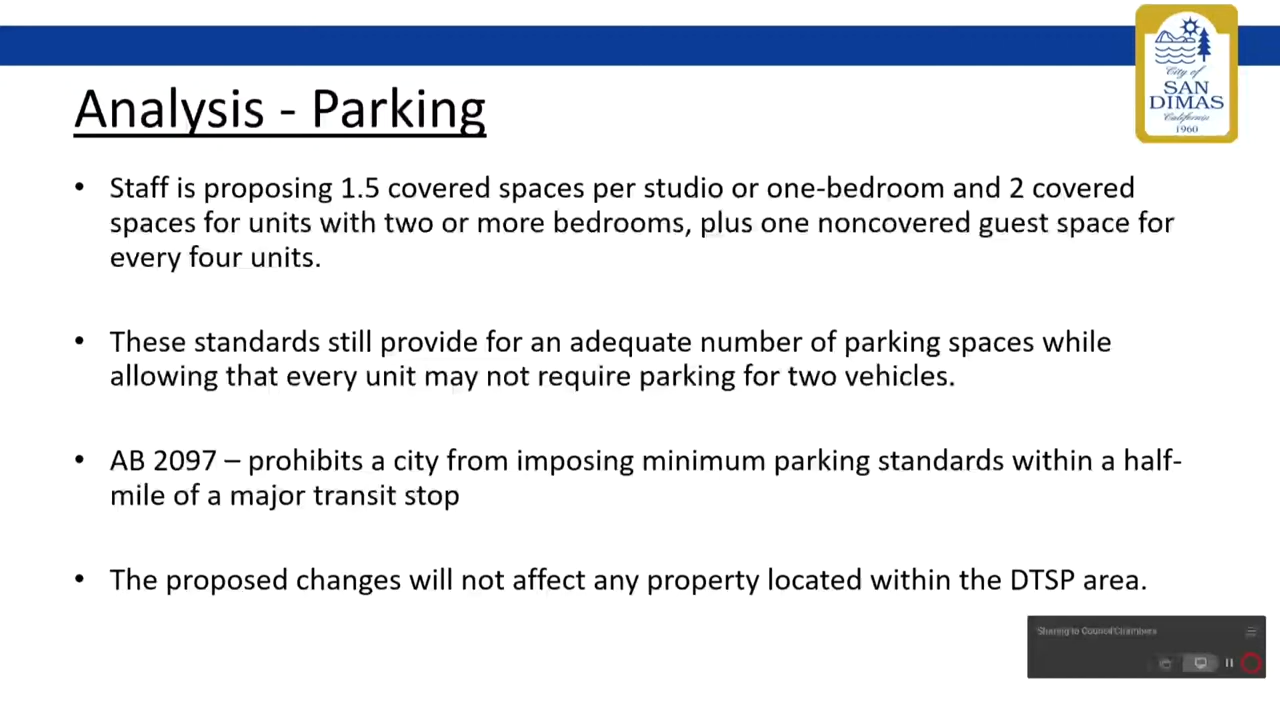 City of
SAN
DIMAS
California
1960
Analysis - Parking
• Staff is proposing 1.5 covered spaces per studio or one-bedroom and 2 covered
spaces for units with two or more bedrooms, plus one noncovered guest space for
every four units.
• These standards still provide for an adequate number of parking spaces while
allowing that every unit may not require parking for two vehicles.
• AB 2097 – prohibits a city from imposing minimum parking standards within a half-
mile of a major transit stop
• The proposed changes will not affect any property located within the DTSP area.
Sharing to Council Chambers